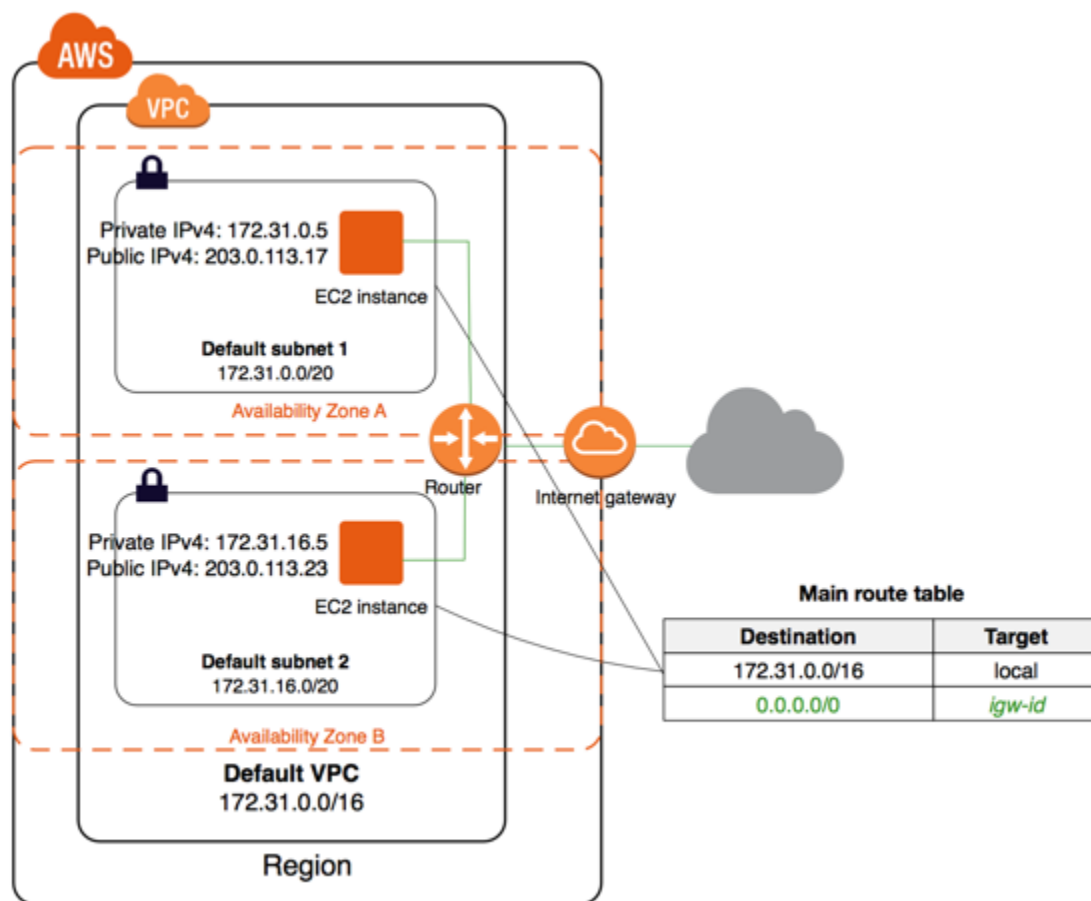 AWS
VPC
Private IPv4: 172.31.0.5
Public IPv4: 203.0.113.17
EC2 instance
Default subnet 1
172.31.0.0/20
Availability Zone A
Router
Internet gateway
Private IPv4: 172.31.16.5
Public IPv4: 203.0.113.23
EC2 instance
Default subnet 2
172.31.16.0/20
Availability Zone B
Default VPC
172.31.0.0/16
Region
Main route table
Destination Target
172.31.0.0/16 local
0.0.0.0/0 igw-id